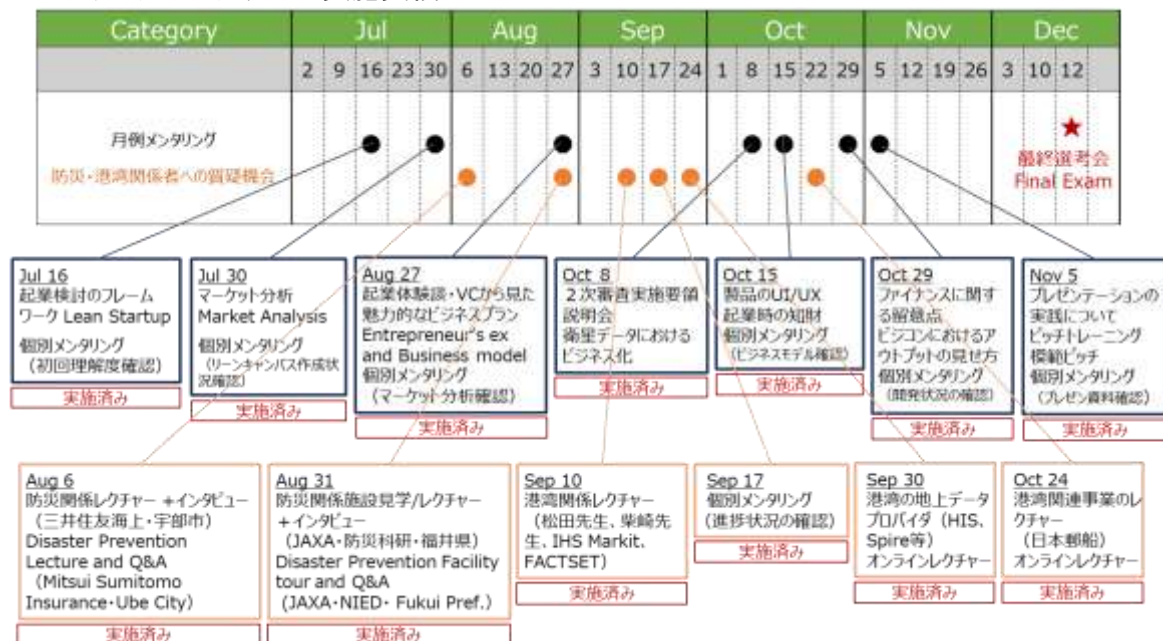 Category Jul Aug Sep Oct Nov Dec
2 9 16 23 30 6 13 20 27 3 10 17 24 1 8 15 22 29 5 12 19 26 3 10 12
月例メンタリング
防災・港湾関係者への質疑機会
★
最終選考会
Final Exam
Jul 16
起業検討のフレーム
ワーク Lean Startup
個別メンタリング
(初回理解度確認)
実施済み
Jul 30
マーケット分析
Market Analysis
個別メンタリング
(リーンキャンバス作成状
況確認)
実施済み
Aug 27
起業体験談・VCから見た
魅力的なビジネスプラン
Entrepreneur's ex
and Business model
個別メンタリング
(マーケット分析確認)
実施済み
Oct 8
2次審査実施要領
説明会
衛星データにおける
ビジネス化
実施済み
Oct 15
製品のUI/UX
起業時の知財
個別メンタリング
(ビジネスモデル確認)
実施済み
Oct 29
ファイナンスに関す
る留意点
ビジコンにおけるア
ウトプットの見せ方
個別メンタリング
(開発状況の確認)
実施済み
Nov 5
プレゼンテーションの
実践について
ピッチトレーニング
模範ピッチ
個別メンタリング
(プレゼン資料確認)
実施済み
Aug 6
防災関係レクチャー +インタビュー
(三井住友海上・宇部市)
Disaster Prevention
Lecture and Q&A
(Mitsui Sumitomo
Insurance・Ube City)
実施済み
Aug 31
防災関係施設見学/レクチャー
+インタビュー
(JAXA・防災科研・福井県)
Disaster Prevention Facility
tour and Q&A
(JAXA・NIED・ Fukui Pref.)
実施済み
Sep 10
港湾関係レクチャー
(松田先生、柴崎先
生、IHS Markit、
FACTSET)
実施済み
Sep 17
個別メンタリング
(進捗状況の確認)
実施済み
Sep 30
港湾の地上データ
プロバイダ (HIS、
Spire等)
オンラインレクチャー
実施済み
Oct 24
港湾関連事業のレ
クチャー
(日本郵船)
オンラインレクチャー
実施済み